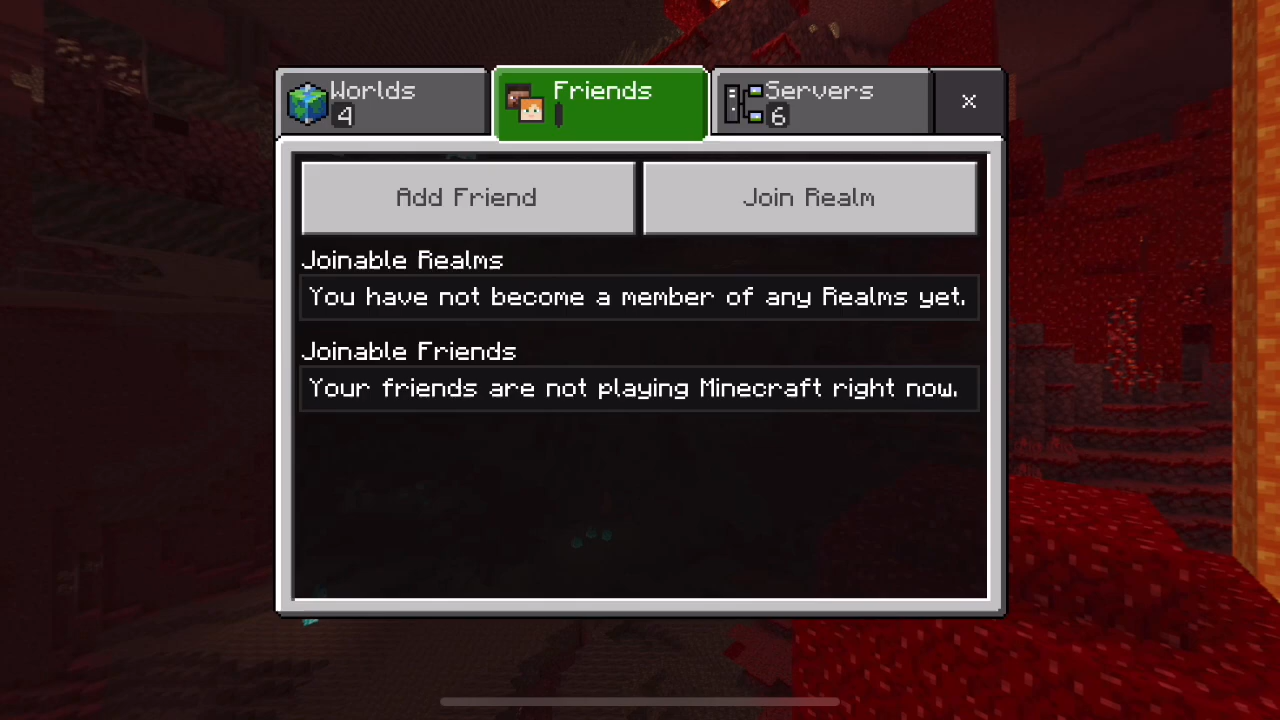 Worlds
4
Friends
Servers
6
Add Friend
Join Realm
Joinable Realms
You have not become a member of any Realms yet.
Joinable Friends
Your friends are not playing Minecraft right now.